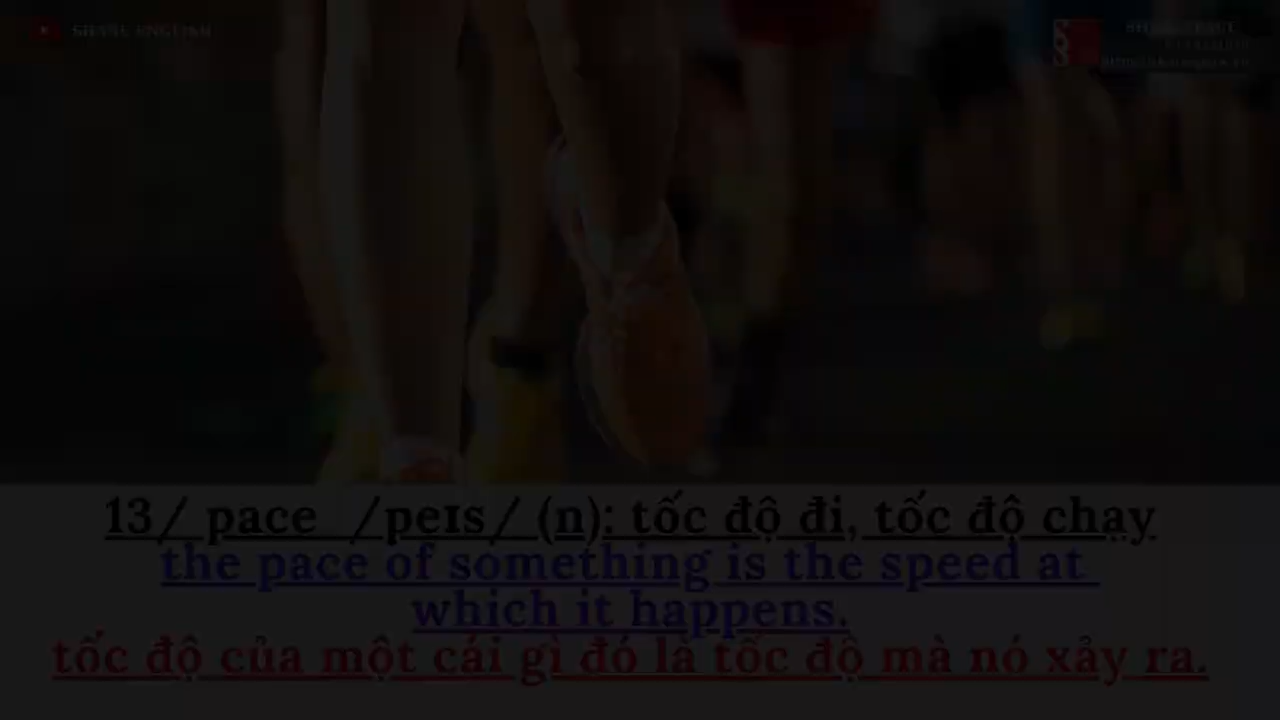 13/ pace /peɪs/ (n): tốc độ đi, tốc độ chạy.
the pace of something is the speed at
which it happens.
tốc độ của một cái gì đó là tốc độ mà nó xảy ra.